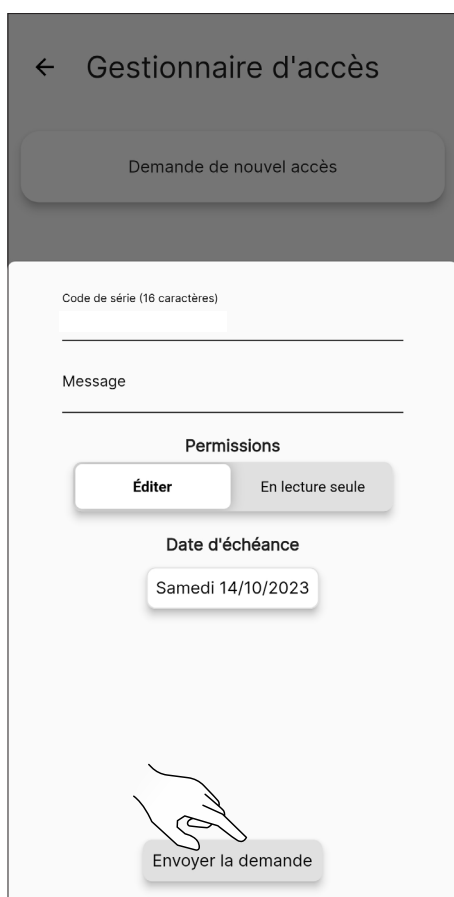 Gestionnaire d'accès
Demande de nouvel accès
Code de série (16 caractères)
Message
Permissions
Éditer En lecture seule
Date d'échéance
Samedi 14/10/2023
Envoyer la demande